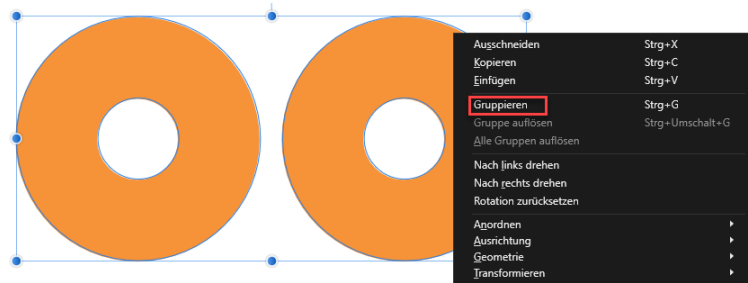 Ausschneiden Strg+X
Kopieren Strg+C
Einfügen Strg+V
Gruppieren Strg+G
Gruppe auflösen Strg+Umschalt+G
Alle Gruppen auflösen
Nach links drehen
Nach rechts drehen
Rotation zurücksetzen
Anordnen
Ausrichtung
Geometrie
Transformieren